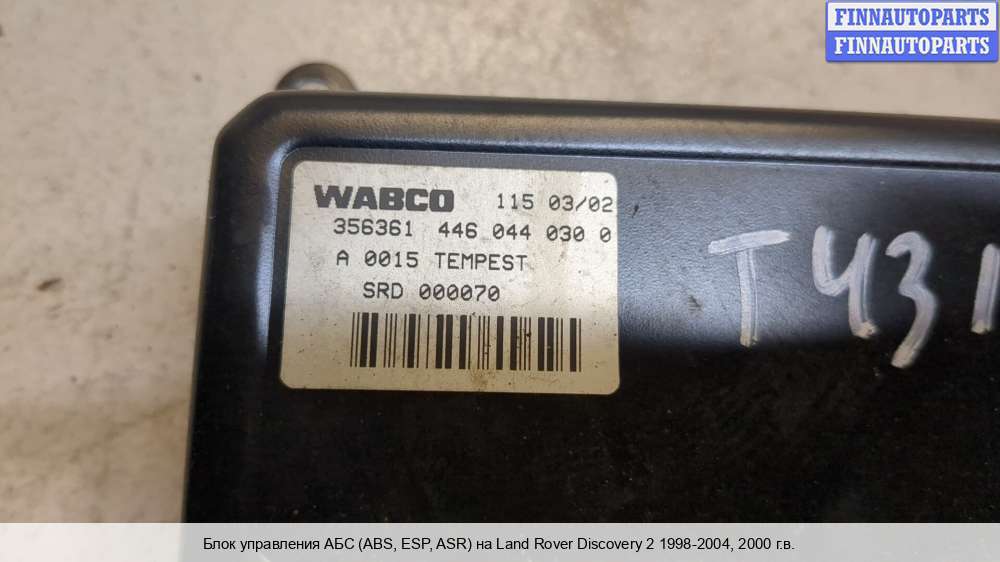 FINNAUTOPARTS
FINNAUTOPARTS
WABCO 115 03/02
356361 446 044 030 0
A 0015 TEMPEST
SRD 000070
T431
Блок управления АБС (ABS, ESP, ASR) на Land Rover Discovery 2 1998-2004, 2000 г.в.